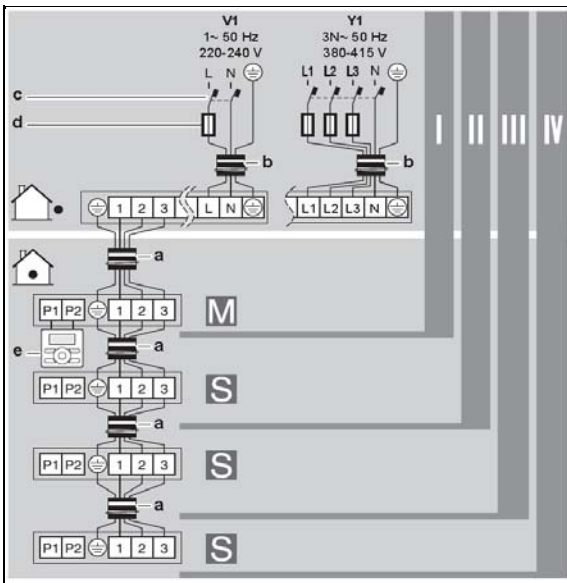 V1
1~ 50 Hz
220-240 V
L N
Y1
3N~ 50 Hz
380-415 V
L1 L2 L3 N
c
d
b
b
I II III IV
1 2 3 L N
L1 L2 L3 N
a
P1 P2 1 2 3 M
e
a
P1 P2 1 2 3 S
a
P1 P2 1 2 3 S
a
P1 P2 1 2 3 S